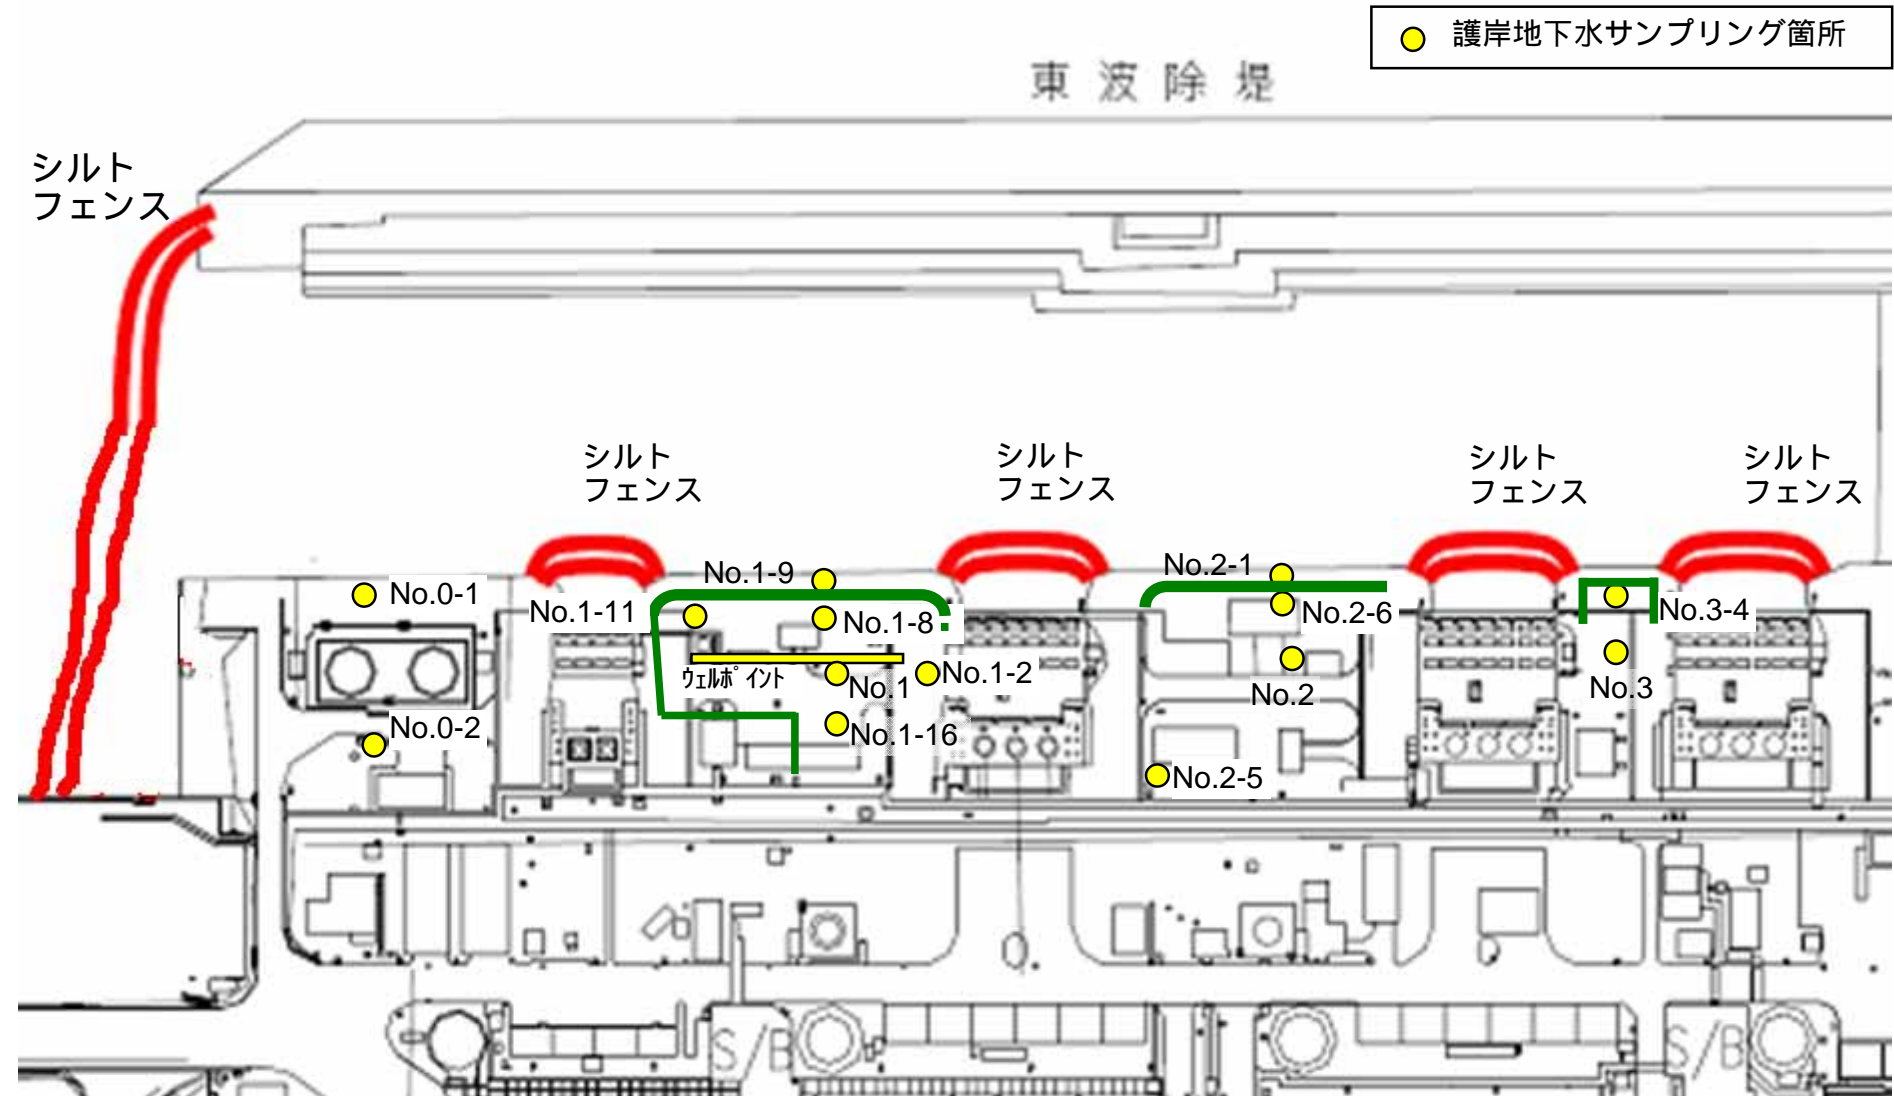 護岸地下水サンプリング箇所
東波除堤
シルト
フェンス
シルト
フェンス
シルト
フェンス
シルト
フェンス
シルト
フェンス
No.0-1
No.1-11
No.1-9
No.1-8
No.2-1
No.2-6
No.3-4
ｳｪﾙﾎﾟｲﾝﾄ
No.1
No.1-2
No.2
No.3
No.0-2
No.1-16
No.2-5
S/B
S/B